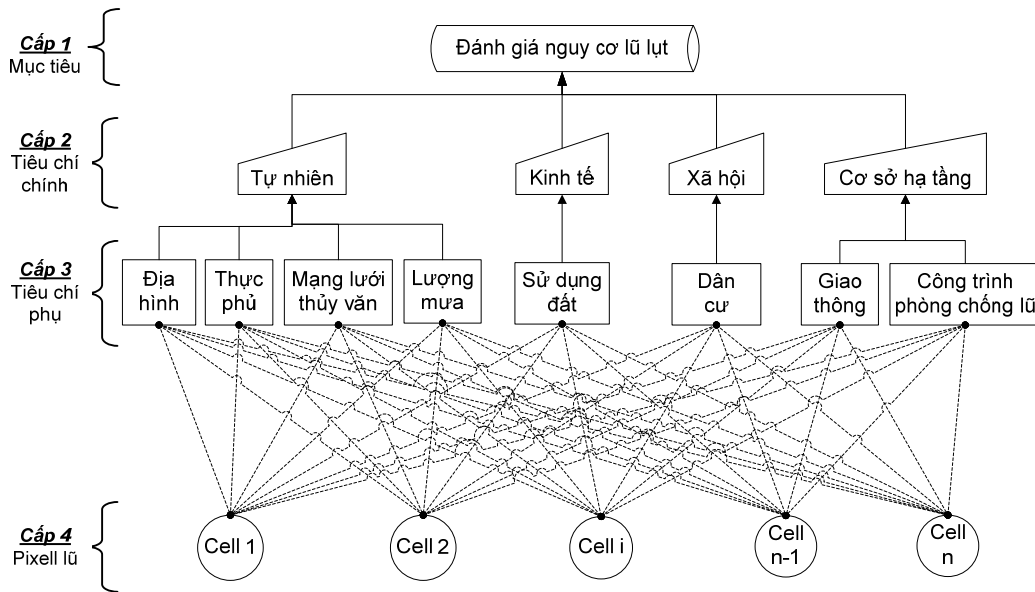 Cấp 1
Mục tiêu
Đánh giá nguy cơ lũ lụt
Cấp 2
Tiêu chí
chính
Tự nhiên
Kinh tế
Xã hội
Cơ sở hạ tầng
Cấp 3
Tiêu chí
phụ
Địa
hình
Thực
phủ
Mạng lưới
thủy văn
Lượng
mưa
Sử dụng
đất
Dân
cư
Giao
thông
Công trình
phòng chống lũ
Cấp 4
Pixell lũ
Cell 1
Cell 2
Cell i
Cell
n-1
Cell
n